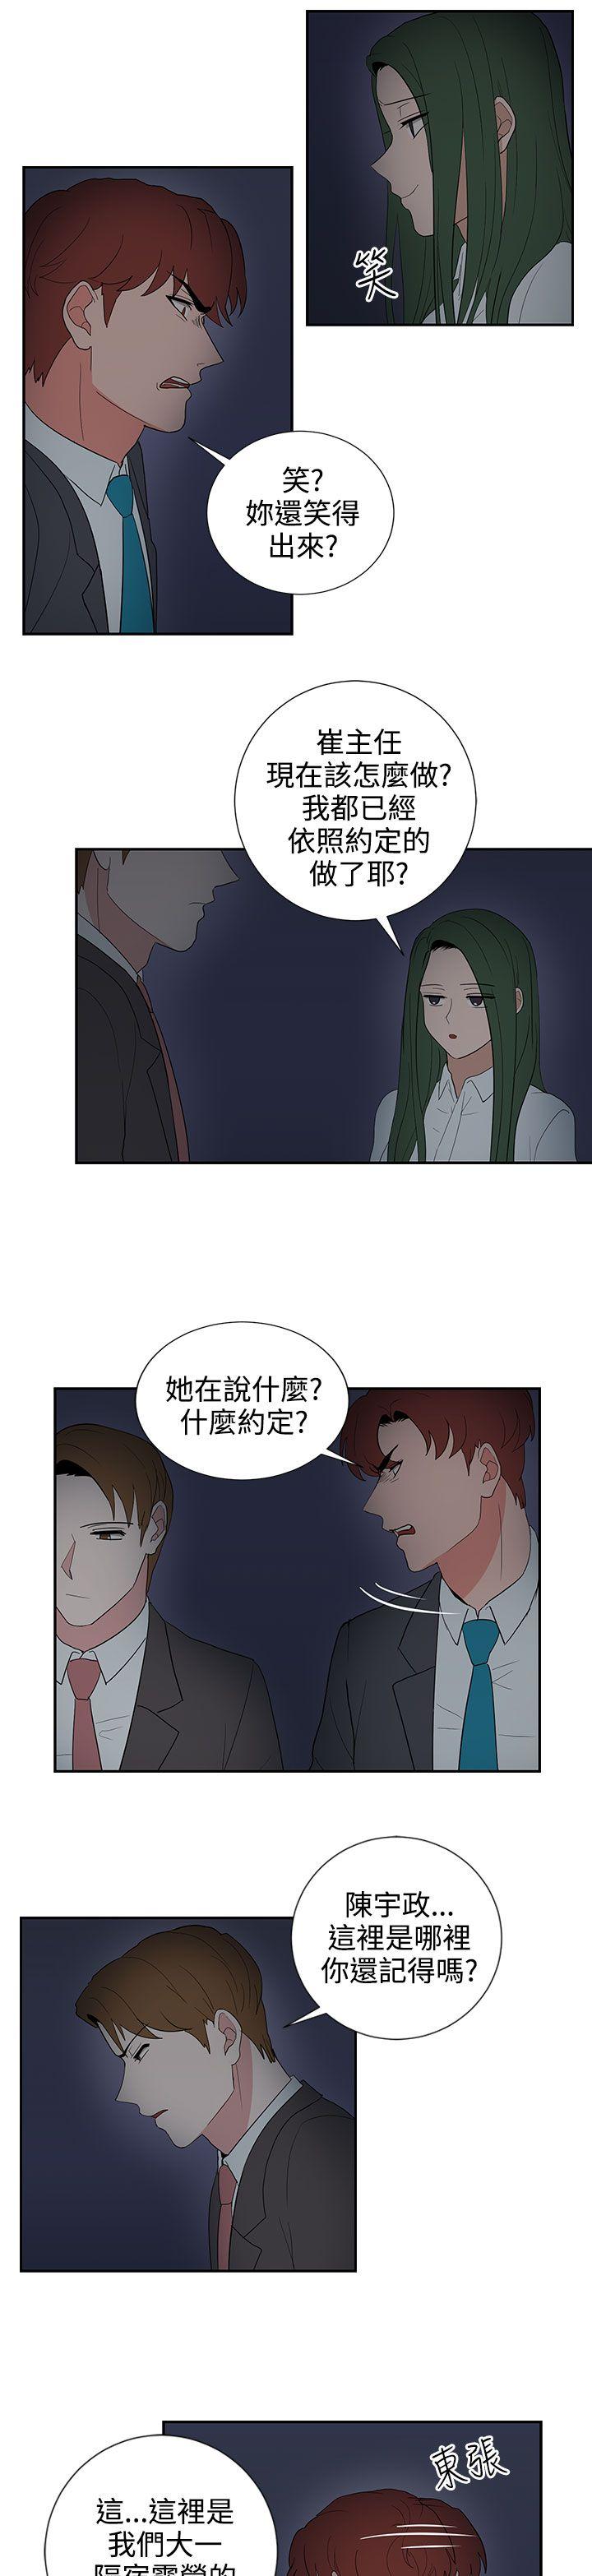 笑
笑?
妳還笑得
出來?
崔主任
現在該怎麼做?
我都已經
依照約定的
做了耶?
她在說什麼?
什麼約定?
陳宇政...
這裡是哪裡
你還記得嗎?
東張
這...這裡是
我們大一